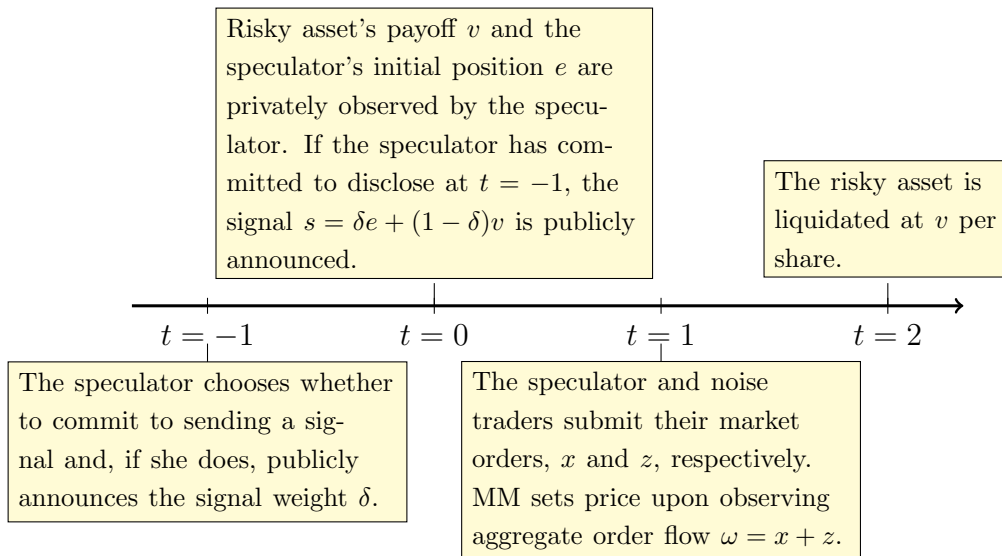 Risky asset's payoff v and the
speculator's initial position e are
privately observed by the specu-
lator. If the speculator has com-
mitted to disclose at t = −1, the
signal s = δe + (1 − δ)v is publicly
announced.
The risky asset is
liquidated at v per
share.
t = −1
t = 0
t = 1
t = 2
The speculator chooses whether
to commit to sending a sig-
nal and, if she does, publicly
announces the signal weight δ.
The speculator and noise
traders submit their market
orders, x and z, respectively.
MM sets price upon observing
aggregate order flow ω = x + z.